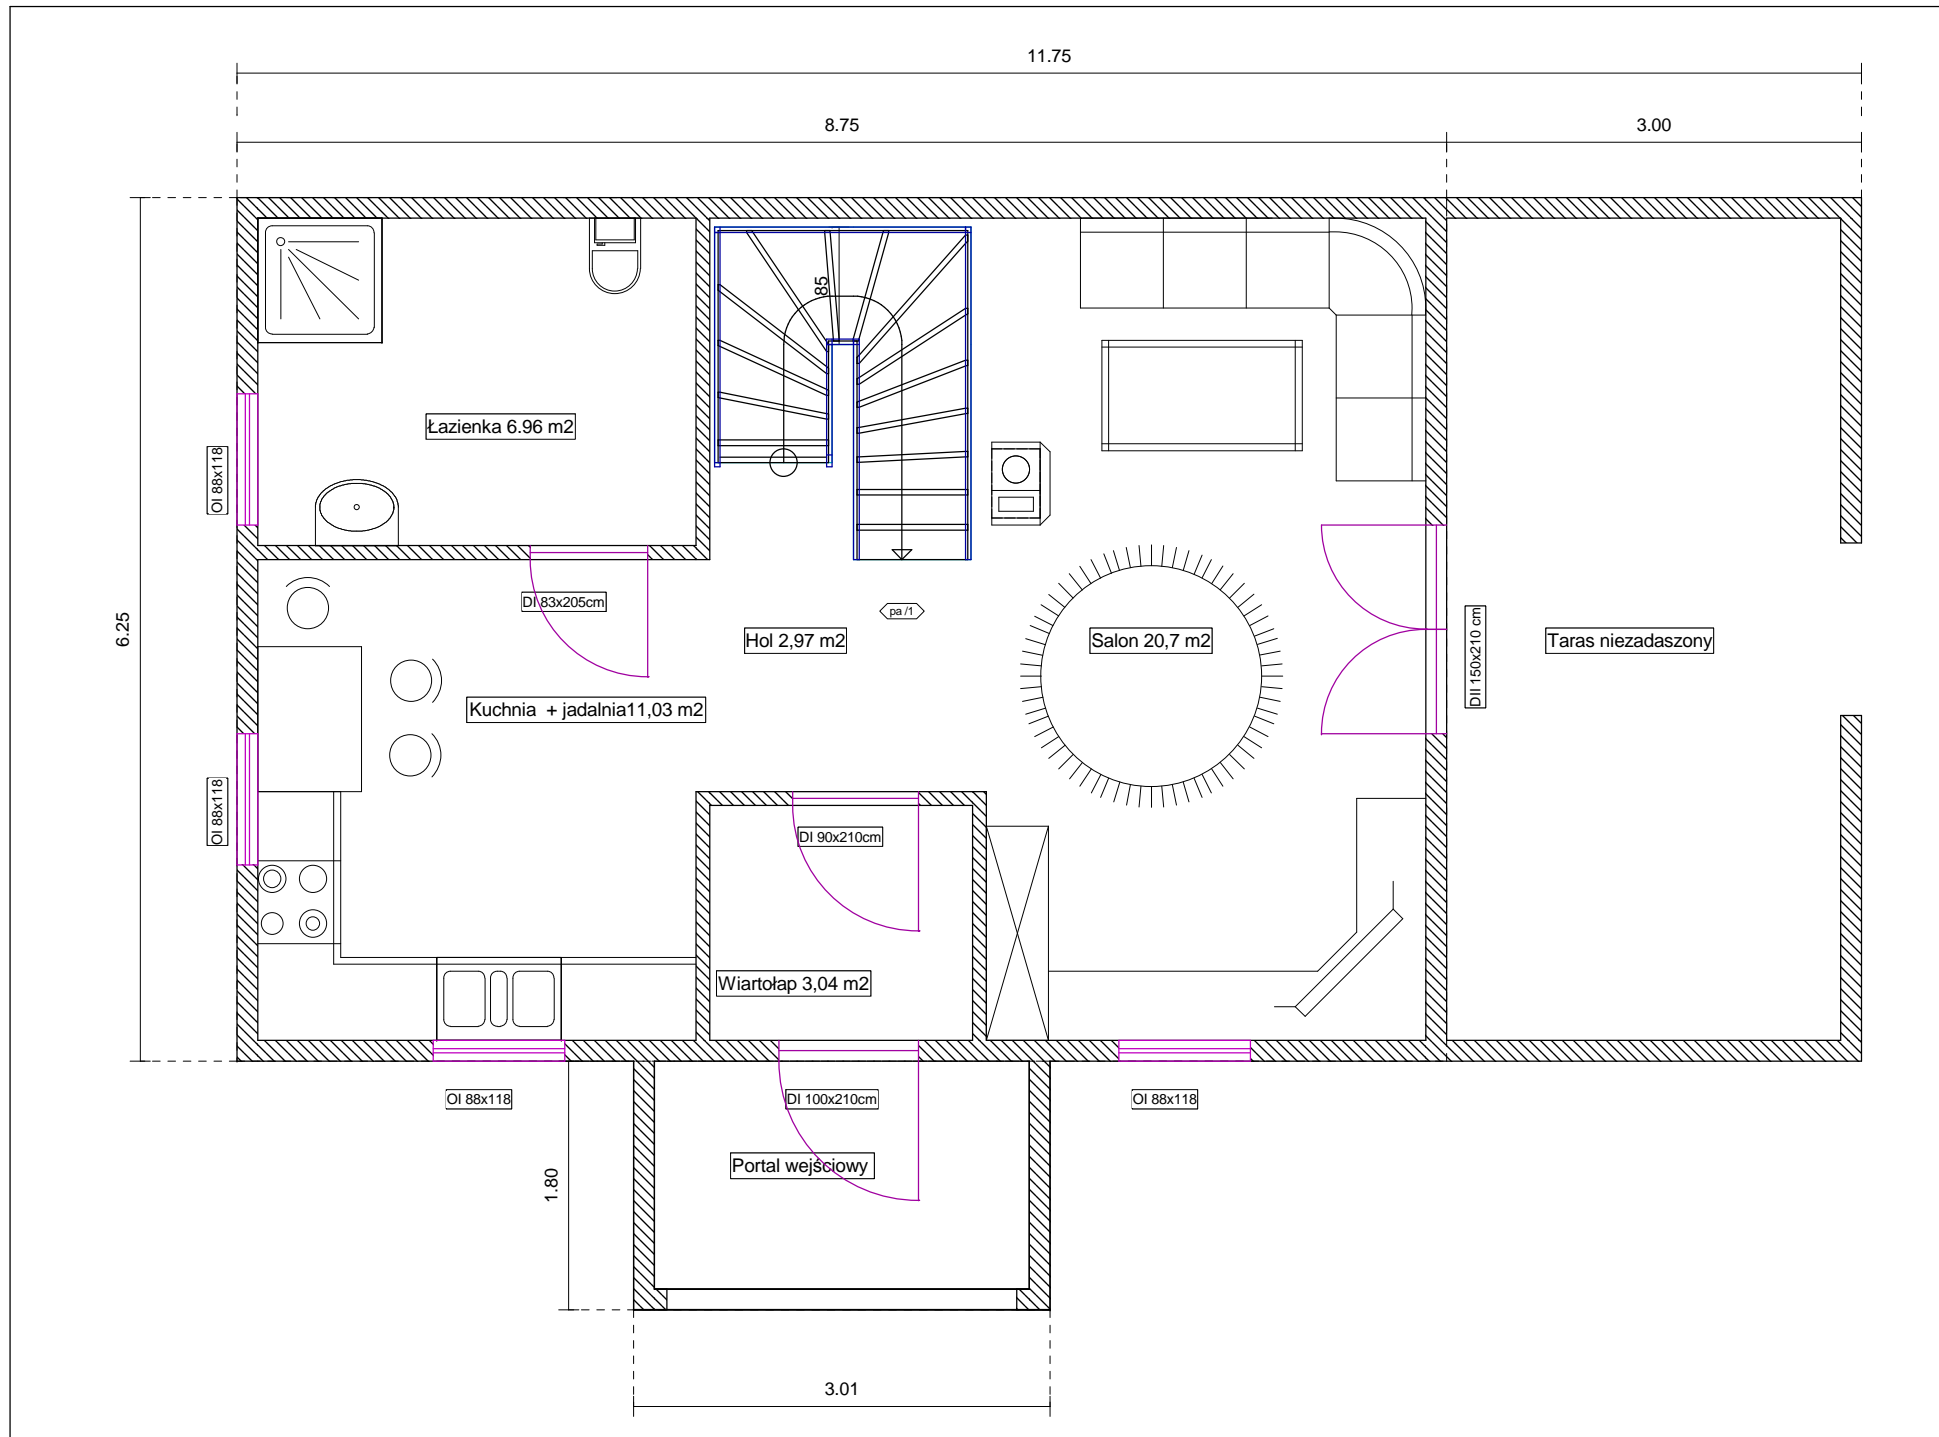 11.75
8.75
3.00
85
Łazienka 6.96 m2
OI 88x118
DI 83x205cm
pa /1
6.25
Hol 2,97 m2
Salon 20,7 m2
DII 150x210 cm
Taras niezadaszony
Kuchnia + jadalnia11,03 m2
OI 88x118
DI 90x210cm
Wiartołap 3,04 m2
OI 88x118
DI 100x210cm
OI 88x118
Portal wejściowy
1.80
3.01